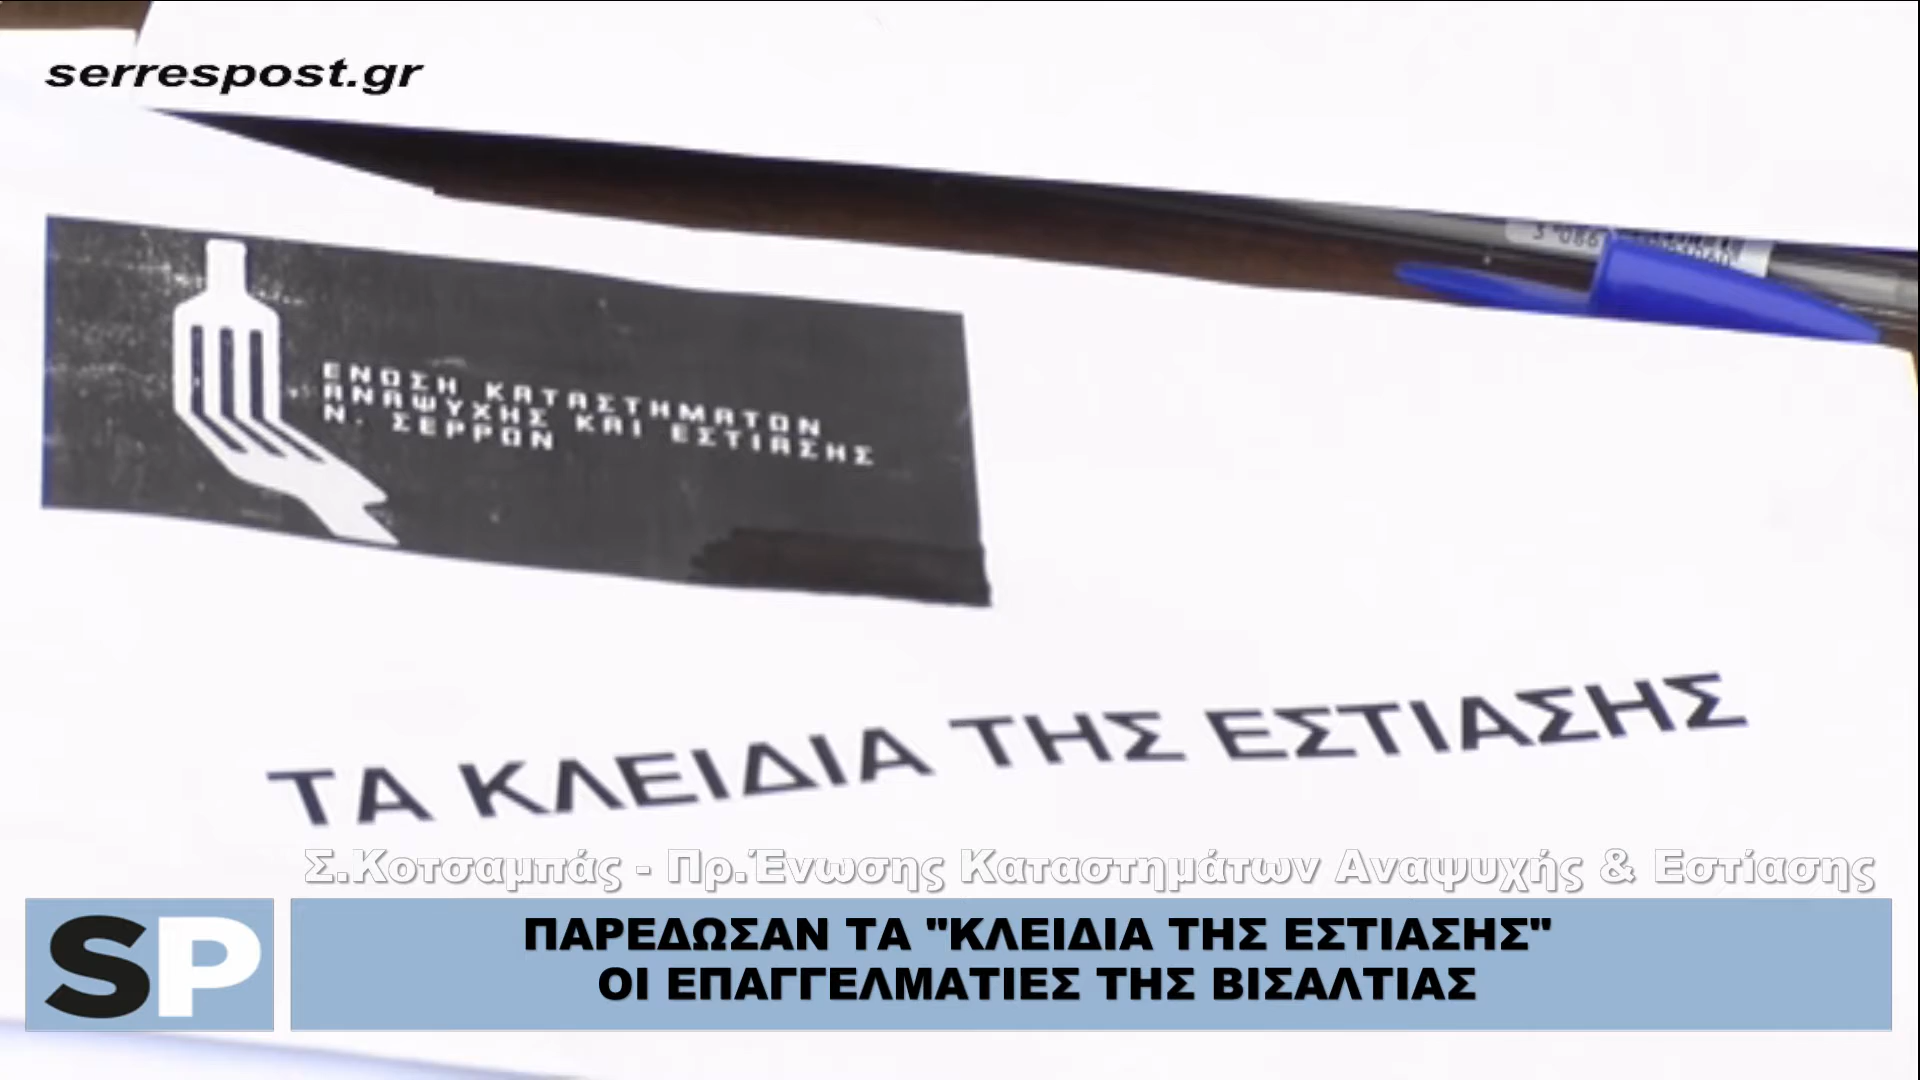 serrespost.gr
ΕΝΩΣΗ ΚΑΤΑΣΤΗΜΑΤΩΝ
ΑΝΑΨΥΧΗΣ ΚΑΙ ΕΣΤΙΑΣΗΣ
Ν. ΣΕΡΡΩΝ
ΤΑ ΚΛΕΙΔΙΑ ΤΗΣ ΕΣΤΙΑΣΗΣ
Σ.Κοτσαμπάς - Πρ.Ένωσης Καταστημάτων Αναψυχής & Εστίασης
SP
ΠΑΡΕΔΩΣΑΝ ΤΑ "ΚΛΕΙΔΙΑ ΤΗΣ ΕΣΤΙΑΣΗΣ"
ΟΙ ΕΠΑΓΓΕΛΜΑΤΙΕΣ ΤΗΣ ΒΙΣΑΛΤΙΑΣ